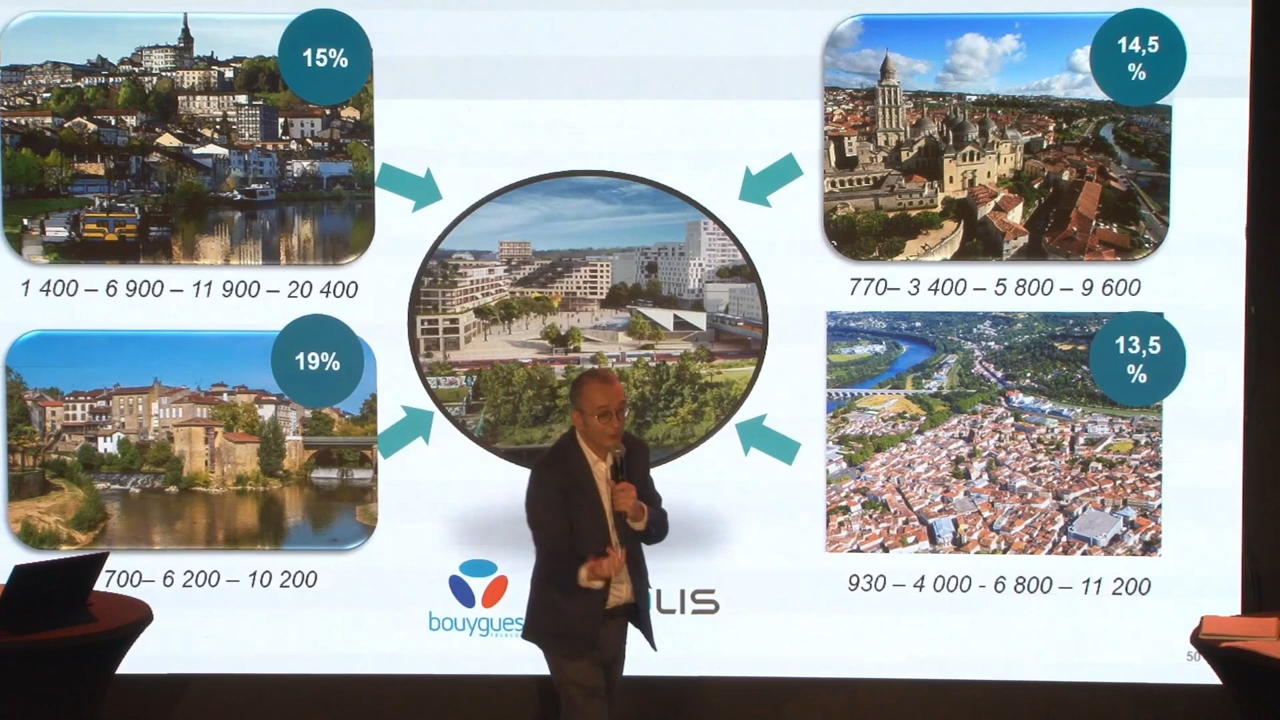 15%
14,5
%
1 400 – 6 900 – 11 900 – 20 400
770– 3 400 – 5 800 – 9 600
19%
13,5
%
700– 6 200 – 10 200
930 – 4 000 - 6 800 – 11 200
bouygues
TELECOM
LIS
50